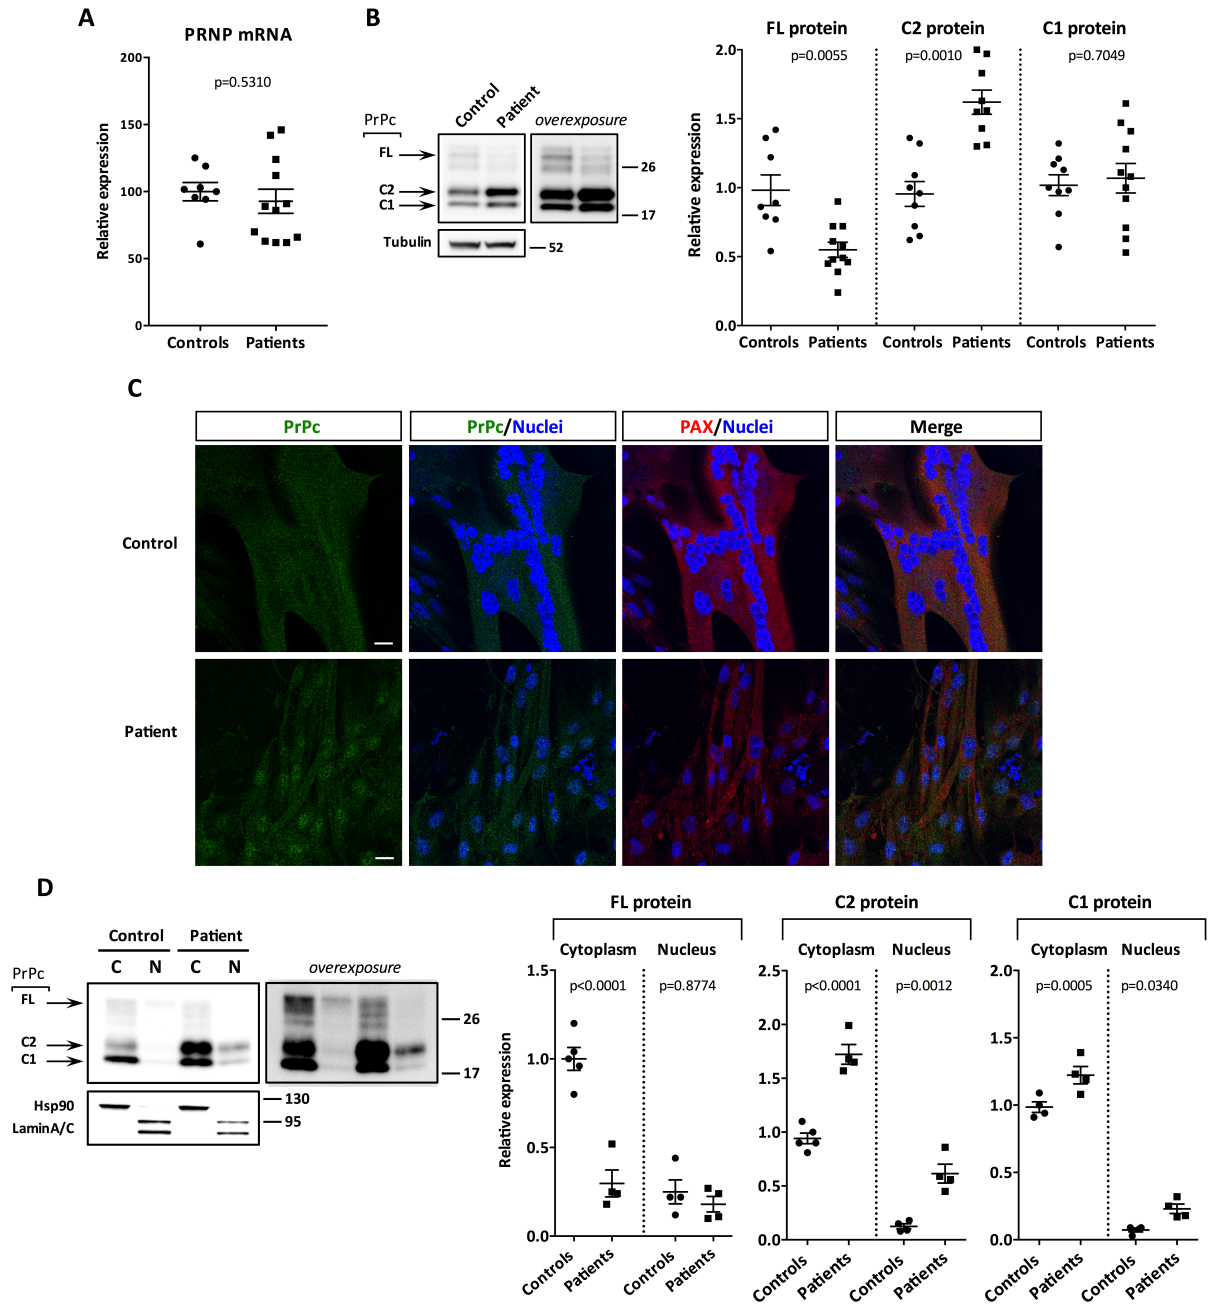 A
PRNP mRNA
p=0.5310
Relative expression
200
150
100
50
0
Controls Patients
B
PrPc
Control
Patient
overexposure
FL
C2
C1
26
17
Tubulin
52
FL protein C2 protein C1 protein
p=0.0055 p=0.0010 p=0.7049
Relative expression
2.0
1.5
1.0
0.5
0.0
Controls Patients Controls Patients Controls Patients
C
PrPc PrPc/Nuclei PAX/Nuclei Merge
Control
Patient
D
Control Patient
PrPc
C N C N
overexposure
FL
C2
C1
26
17
Hsp90
LaminA/C
130
95
FL protein
Cytoplasm Nucleus
p<0.0001 p=0.8774
Relative expression
1.5
1.0
0.5
0.0
Controls Patients Controls Patients
C2 protein
Cytoplasm Nucleus
p<0.0001 p=0.0012
2.5
2.0
1.5
1.0
0.5
0.0
Controls Patients Controls Patients
C1 protein
Cytoplasm Nucleus
p=0.0005 p=0.0340
2.0
1.5
1.0
0.5
0.0
Controls Patients Controls Patients